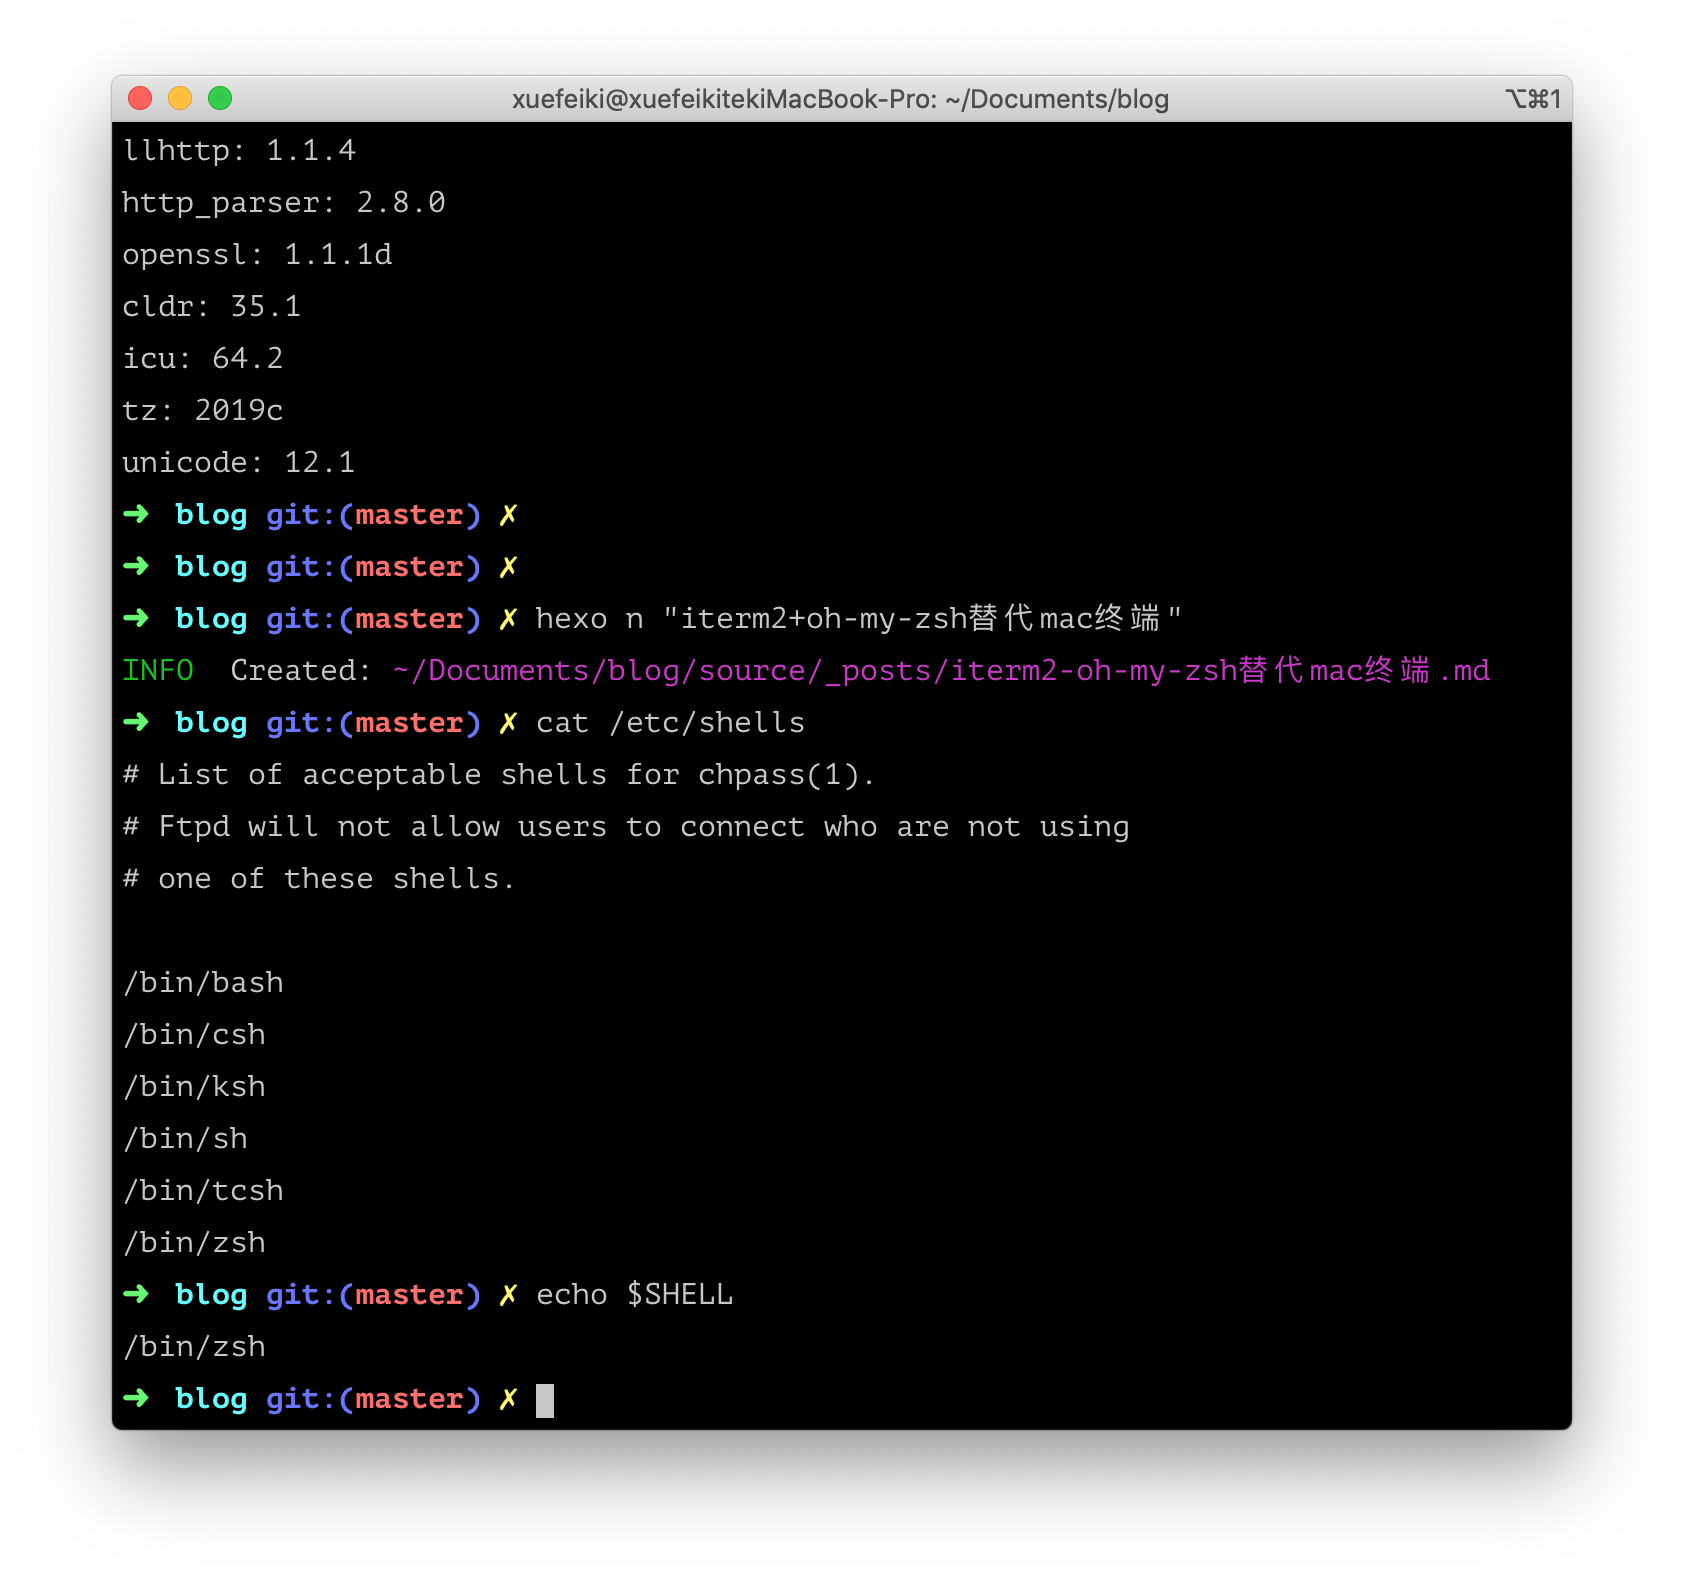 xuefeiki@xuefeikitekiMacBook-Pro: ~/Documents/blog ⌥⌘1
llhttp: 1.1.4
http_parser: 2.8.0
openssl: 1.1.1d
cldr: 35.1
icu: 64.2
tz: 2019c
unicode: 12.1
➜  blog git:(master) ✗
➜  blog git:(master) ✗
➜  blog git:(master) ✗ hexo n "iterm2+oh-my-zsh替代mac终端"
INFO  Created: ~/Documents/blog/source/_posts/iterm2-oh-my-zsh替代mac终端.md
➜  blog git:(master) ✗ cat /etc/shells
# List of acceptable shells for chpass(1).
# Ftpd will not allow users to connect who are not using
# one of these shells.
/bin/bash
/bin/csh
/bin/ksh
/bin/sh
/bin/tcsh
/bin/zsh
➜  blog git:(master) ✗ echo $SHELL
/bin/zsh
➜  blog git:(master) ✗